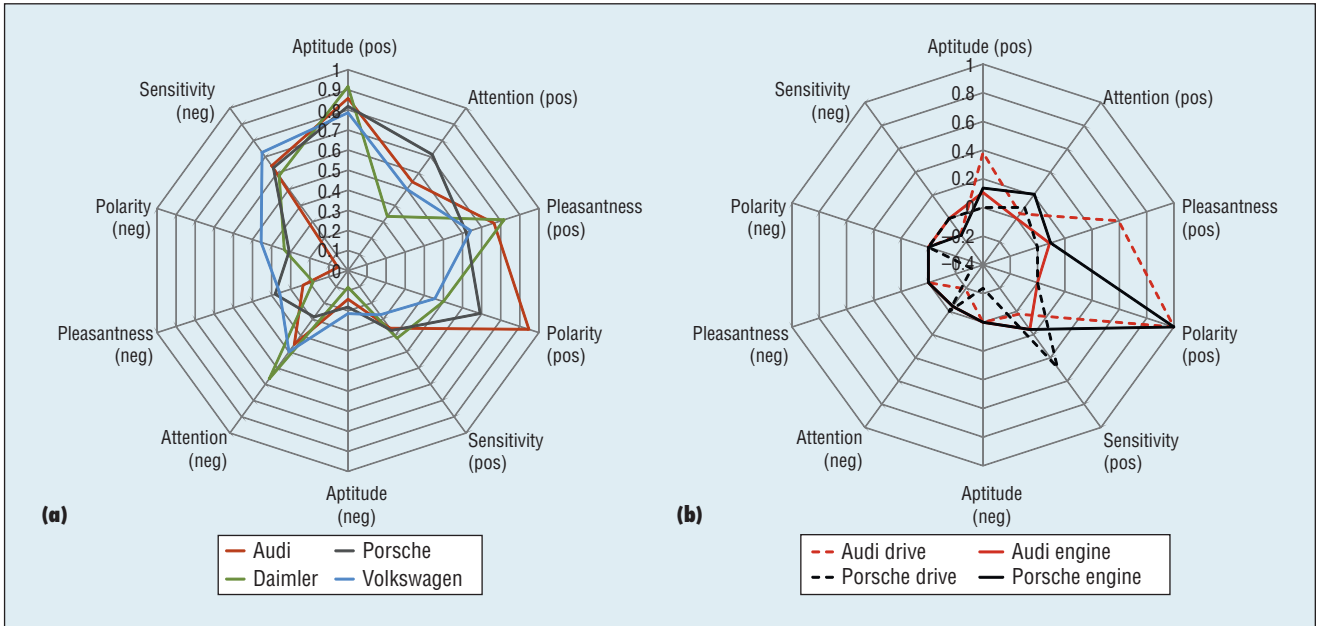 Aptitude (pos)
1
0.9
0.8
0.7
0.6
0.5
0.4
0.3
0.2
0.1
0
Attention (pos)
Pleasantness
(pos)
Polarity
(pos)
Sensitivity
(pos)
Aptitude
(neg)
Attention
(neg)
Pleasantness
(neg)
Polarity
(neg)
Sensitivity
(neg)
(a)
Audi
Porsche
Daimler
Volkswagen
Aptitude (pos)
1
0.8
0.6
0.4
0.2
0
−0.2
−0.4
Attention (pos)
Pleasantness
(pos)
Polarity
(pos)
Sensitivity
(pos)
Aptitude
(neg)
Attention
(neg)
Pleasantness
(neg)
Polarity
(neg)
Sensitivity
(neg)
(b)
Audi drive
Audi engine
Porsche drive
Porsche engine